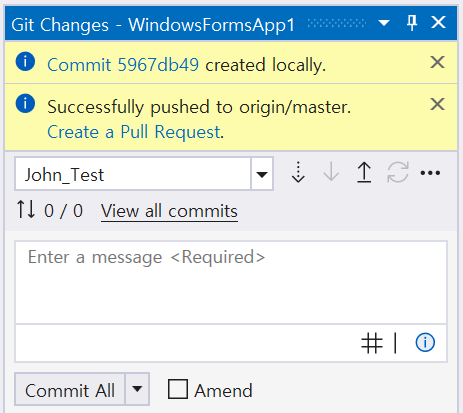 Git Changes - WindowsFormsApp1
Commit 5967db49 created locally.
Successfully pushed to origin/master.
Create a Pull Request.
John_Test
0 / 0 View all commits
Enter a message <Required>
Commit All Amend